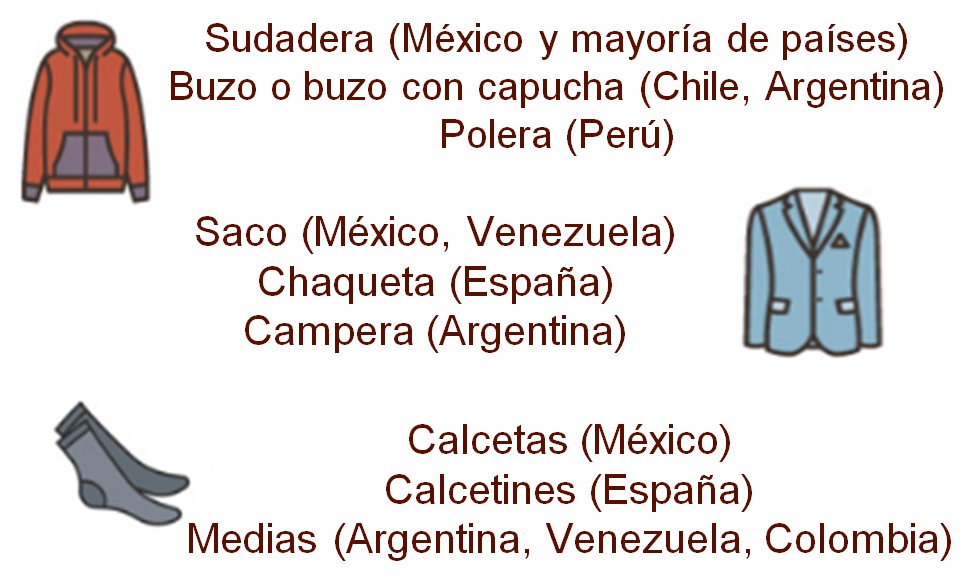 Sudadera (México y mayoría de países)
Buzo o buzo con capucha (Chile, Argentina)
Polera (Perú)
Saco (México, Venezuela)
Chaqueta (España)
Campera (Argentina)
Calcetas (México)
Calcetines (España)
Medias (Argentina, Venezuela, Colombia)